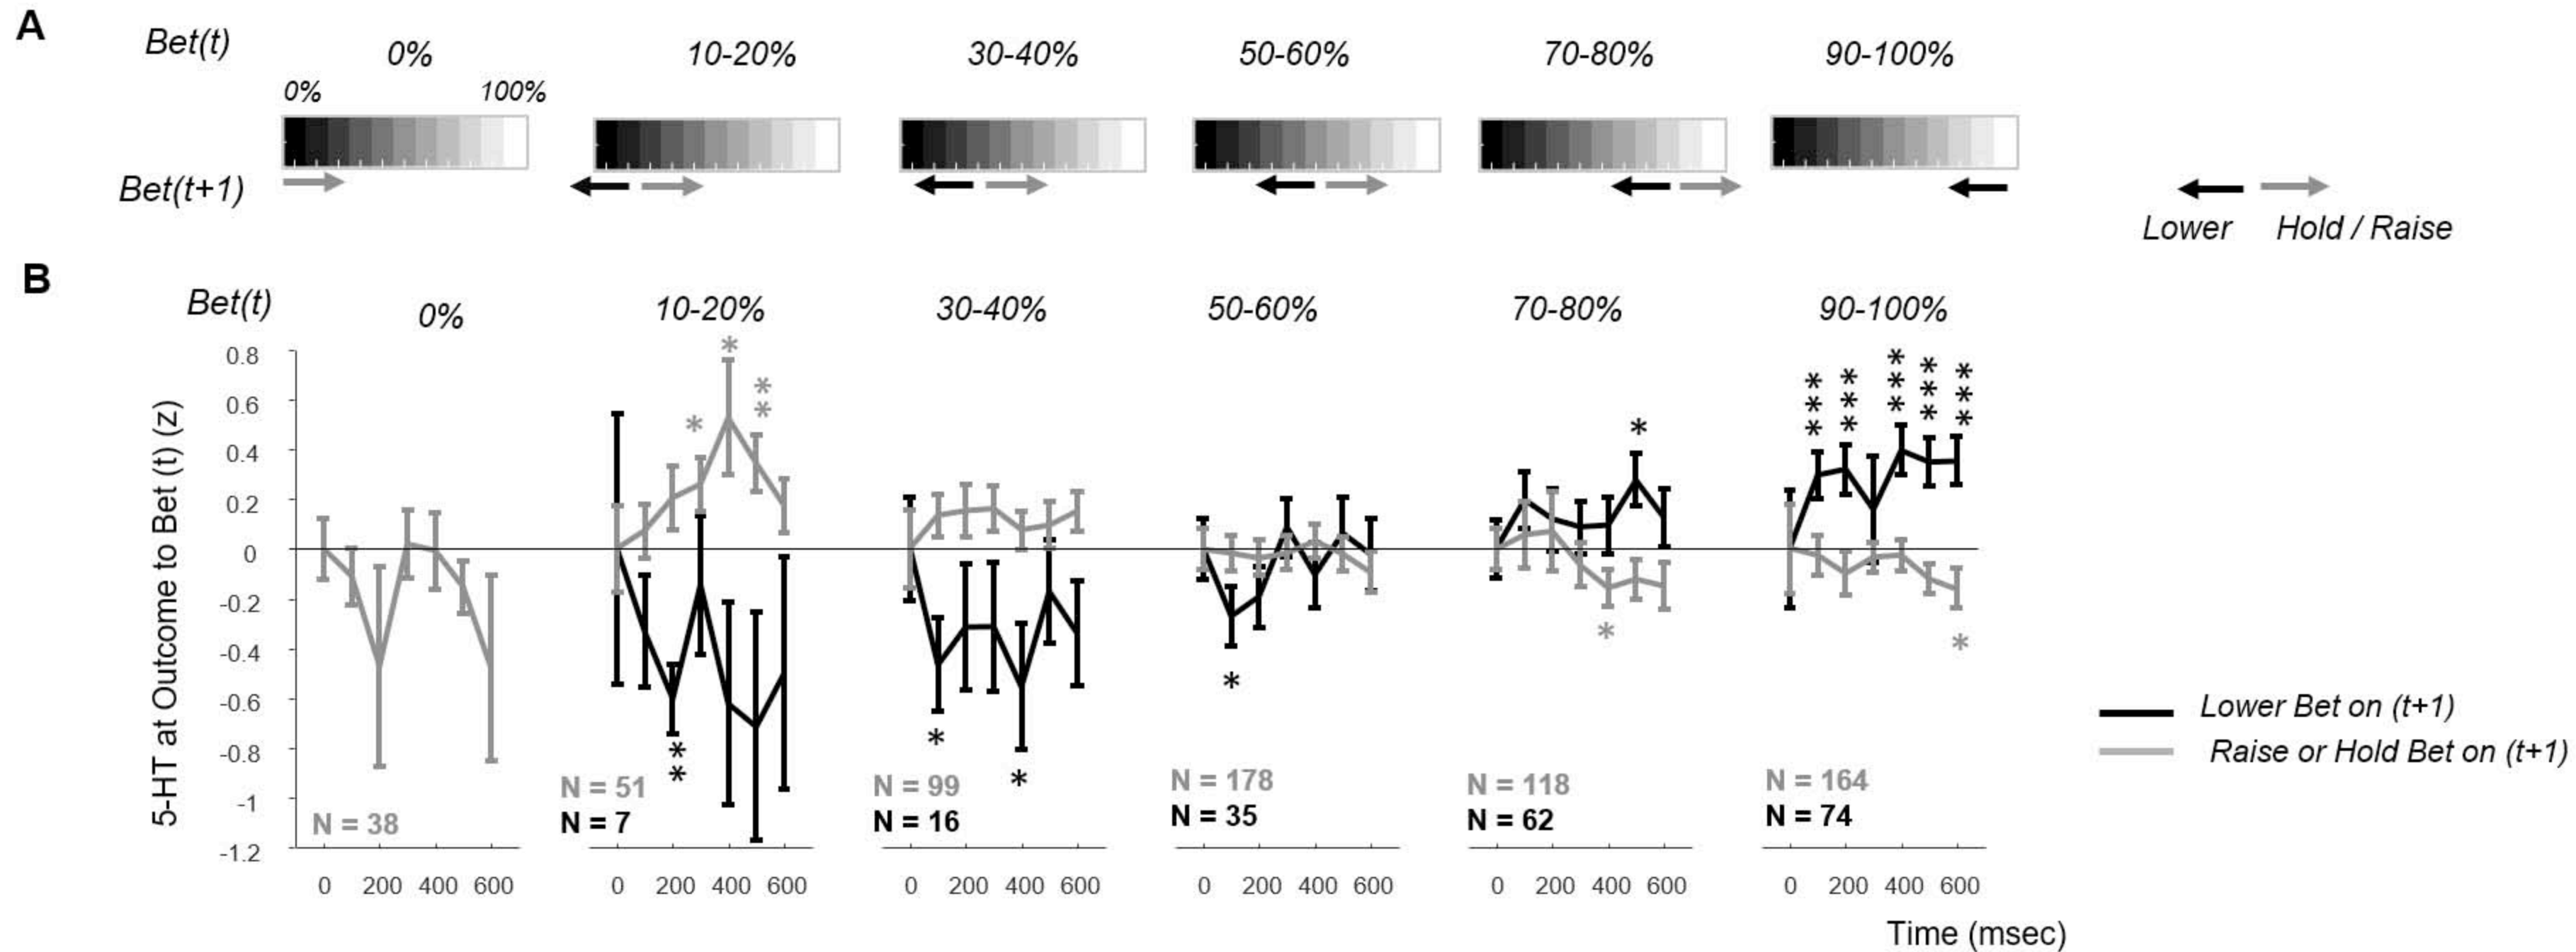 A
Bet(t) 0% 10-20% 30-40% 50-60% 70-80% 90-100%
0% 100%
Bet(t+1)
Lower Hold / Raise
B
Bet(t) 0% 10-20% 30-40% 50-60% 70-80% 90-100%
5-HT at Outcome to Bet (t) (z)
0.8
0.6
0.4
0.2
0
-0.2
-0.4
-0.6
-0.8
-1
-1.2
*
* **
**
* *
*
* *
*** *** *** *** ***
*
Lower Bet on (t+1)
Raise or Hold Bet on (t+1)
N = 38
N = 51
N = 7
N = 99
N = 16
N = 178
N = 35
N = 118
N = 62
N = 164
N = 74
0 200 400 600 0 200 400 600 0 200 400 600 0 200 400 600 0 200 400 600 0 200 400 600
Time (msec)